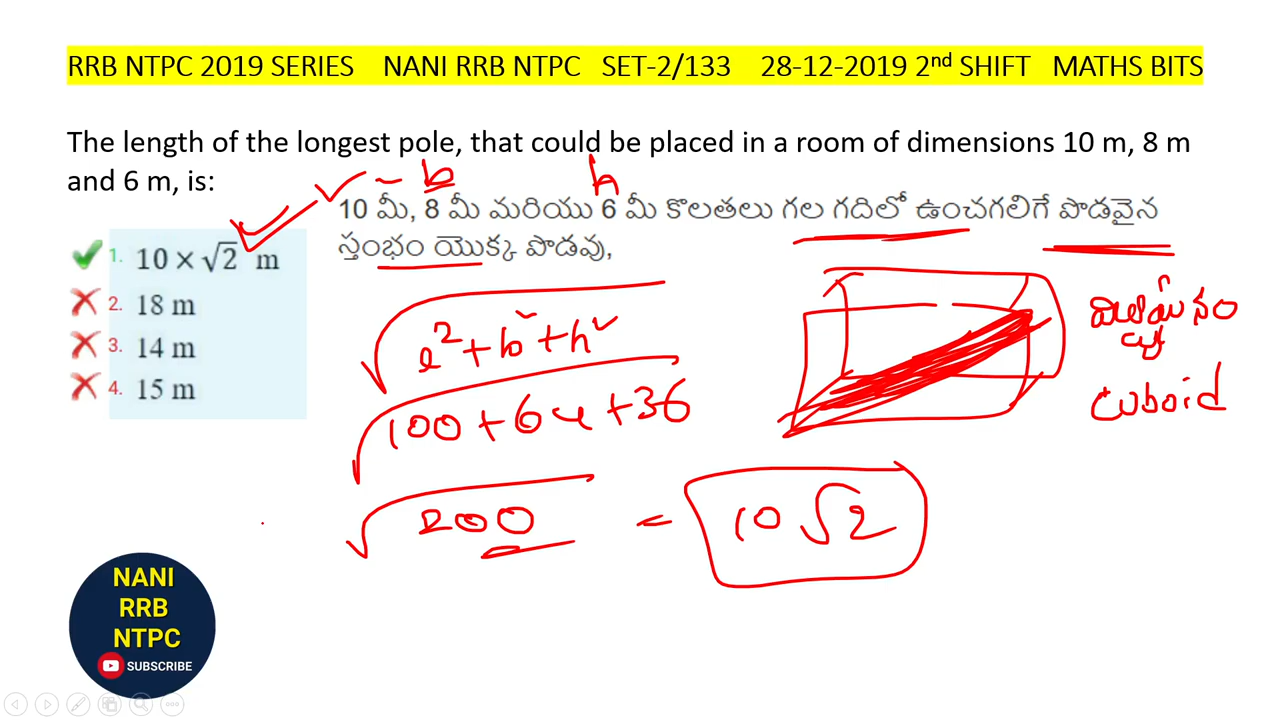 RRB NTPC 2019 SERIES NANI RRB NTPC SET-2/133 28-12-2019 2nd SHIFT MATHS BITS
The length of the longest pole, that could be placed in a room of dimensions 10 m, 8 m
and 6 m, is:
b h
10 మీ, 8 మీ మరియు 6 మీ కొలతలు గల గదిలో ఉంచగలిగే పొడవైన
స్తంభం యొక్క పొడవు,
1. 10 × √2 m
2. 18 m
3. 14 m
4. 15 m
√l²+b²+h²
√100+64+36
√200 = 10√2
cuboid
NANI
RRB
NTPC
SUBSCRIBE